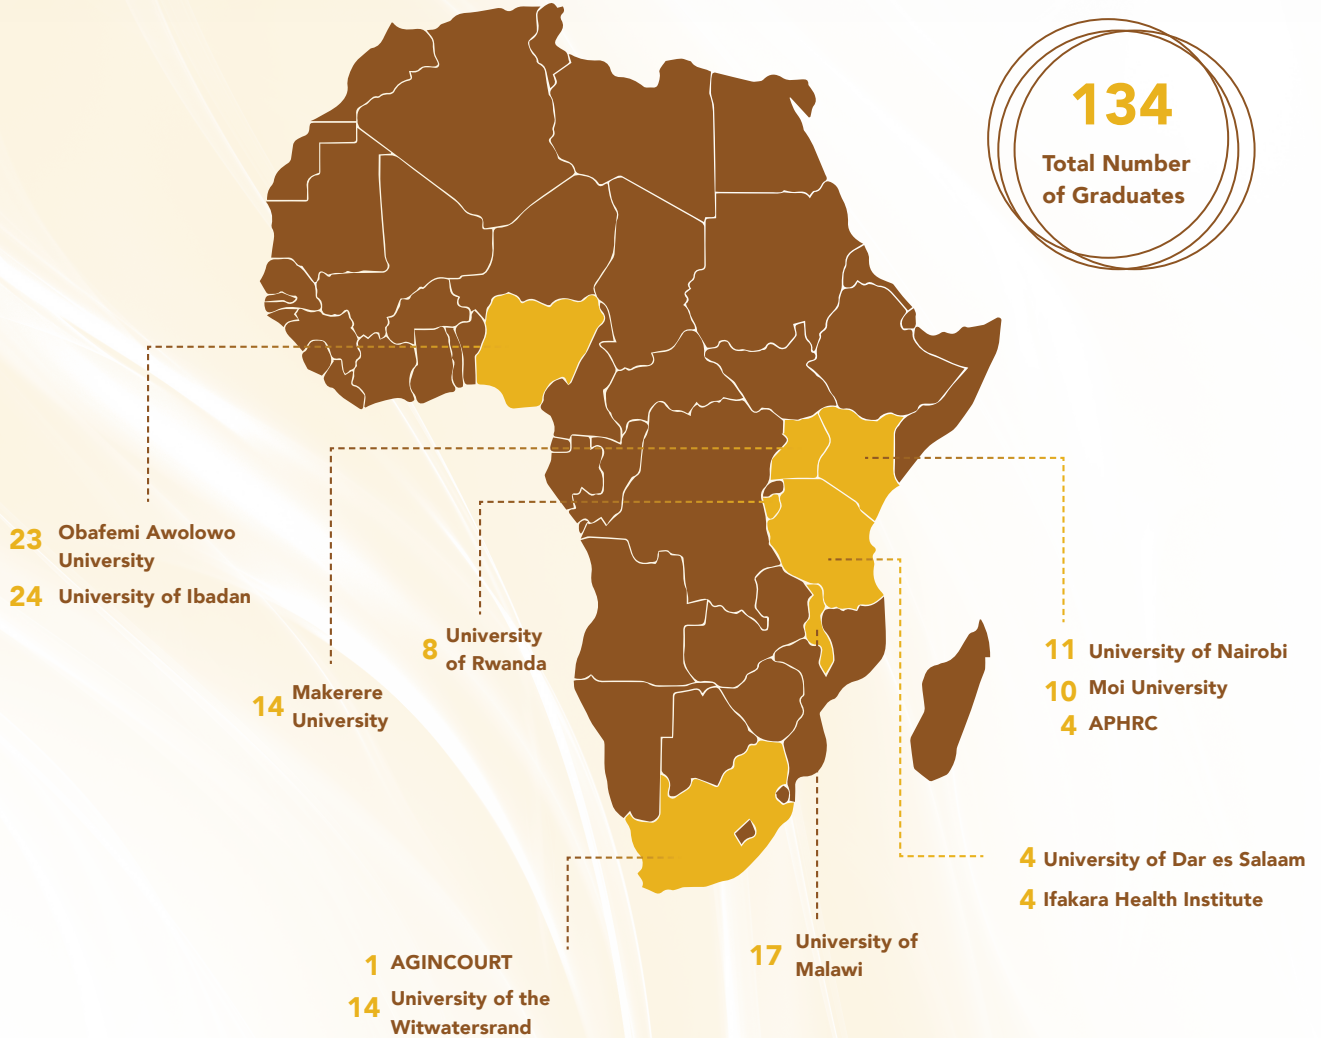 134
Total Number
of Graduates
23 Obafemi Awolowo
University
24 University of Ibadan
8 University
of Rwanda
14 Makerere
University
11 University of Nairobi
10 Moi University
4 APHRC
4 University of Dar es Salaam
4 Ifakara Health Institute
17 University of
Malawi
1 AGINCOURT
14 University of the
Witwatersrand